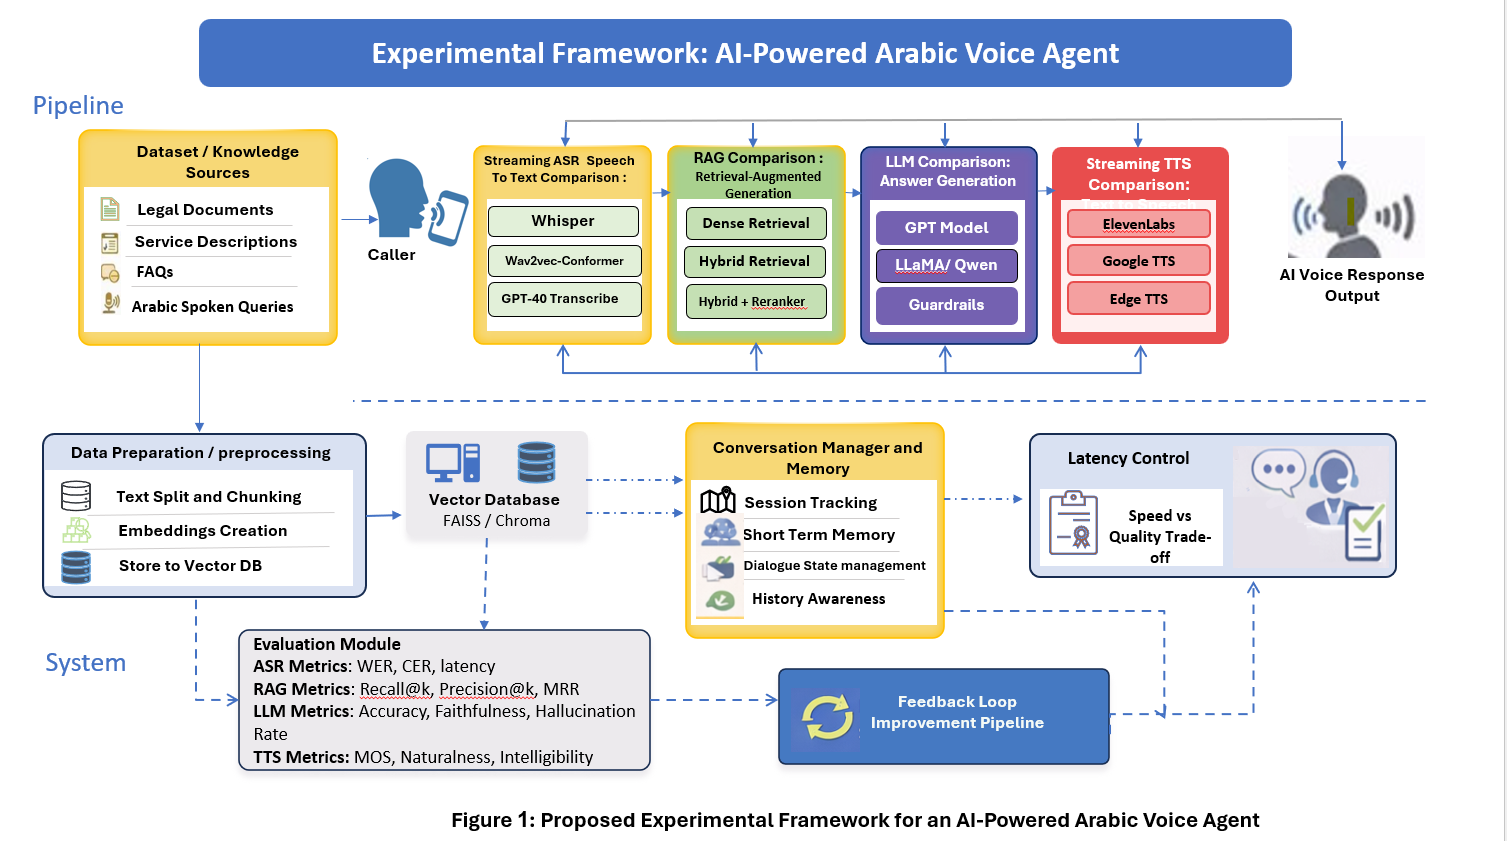 Experimental Framework: AI-Powered Arabic Voice Agent
Pipeline
Dataset / Knowledge
Sources
Legal Documents
Service Descriptions
FAQs
Arabic Spoken Queries
Caller
Streaming ASR Speech
To Text Comparison :
Whisper
Wav2vec-Conformer
GPT-40 Transcribe
RAG Comparison :
Retrieval-Augmented
Generation
Dense Retrieval
Hybrid Retrieval
Hybrid + Reranker
LLM Comparison:
Answer Generation
GPT Model
LLaMA/ Qwen
Guardrails
Streaming TTS
Comparison:
Text to Speech
ElevenLabs
Google TTS
Edge TTS
AI Voice Response
Output
Data Preparation / preprocessing
Text Split and Chunking
Embeddings Creation
Store to Vector DB
Vector Database
FAISS / Chroma
Conversation Manager and
Memory
Session Tracking
Short Term Memory
Dialogue State management
History Awareness
Latency Control
Speed vs
Quality Trade-
off
System
Evaluation Module
ASR Metrics: WER, CER, latency
RAG Metrics: Recall@k, Precision@k, MRR
LLM Metrics: Accuracy, Faithfulness, Hallucination
Rate
TTS Metrics: MOS, Naturalness, Intelligibility
Feedback Loop
Improvement Pipeline
Figure 1: Proposed Experimental Framework for an AI-Powered Arabic Voice Agent